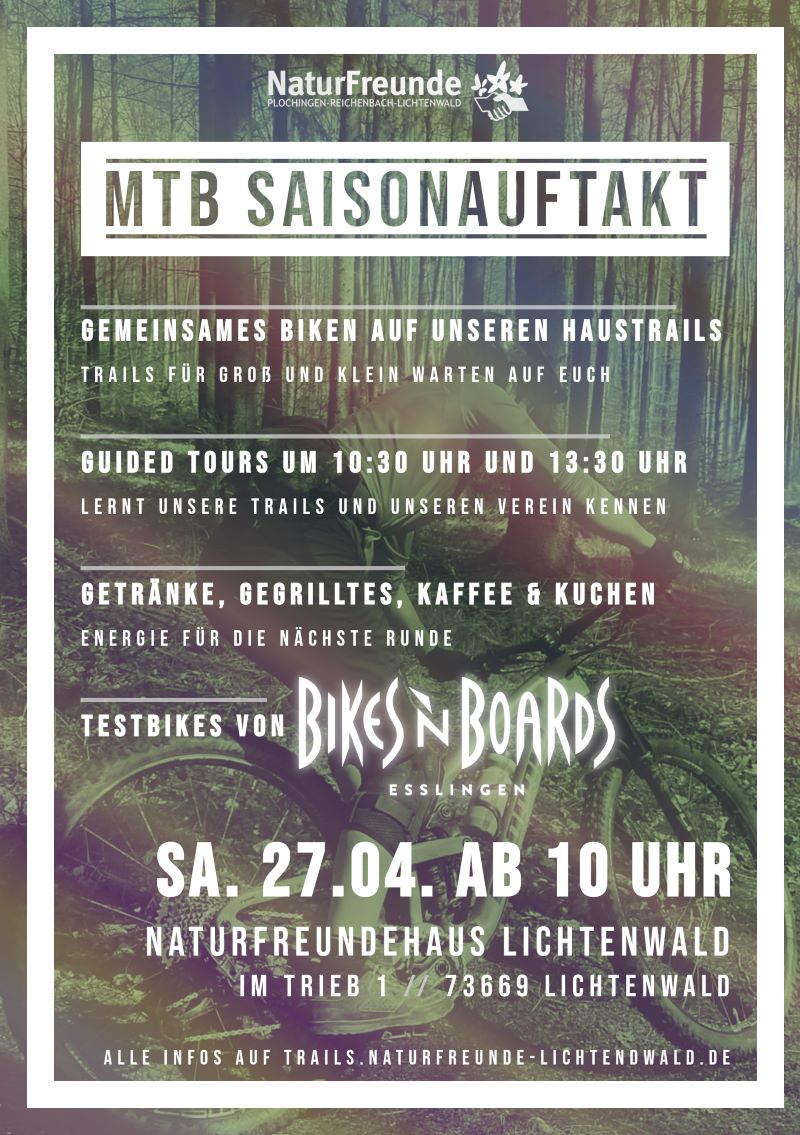 NaturFreunde
PLOCHINGEN-REICHENBACH-LICHTENWALD
MTB SAISONAUFTAKT
GEMEINSAMES BIKEN AUF UNSEREN HAUSTRAILS
TRAILS FÜR GROß UND KLEIN WARTEN AUF EUCH
GUIDED TOURS UM 10:30 UHR UND 13:30 UHR
LERNT UNSERE TRAILS UND UNSEREN VEREIN KENNEN
GETRÄNKE, GEGRILLTES, KAFFEE & KUCHEN
ENERGIE FÜR DIE NÄCHSTE RUNDE
TESTBIKES VON BIKES 'N BOARDS
ESSLINGEN
SA. 27.04. AB 10 UHR
NATURFREUNDEHAUS LICHTENWALD
IM TRIEB 1 // 73669 LICHTENWALD
ALLE INFOS AUF TRAILS.NATURFREUNDE-LICHTENDWALD.DE